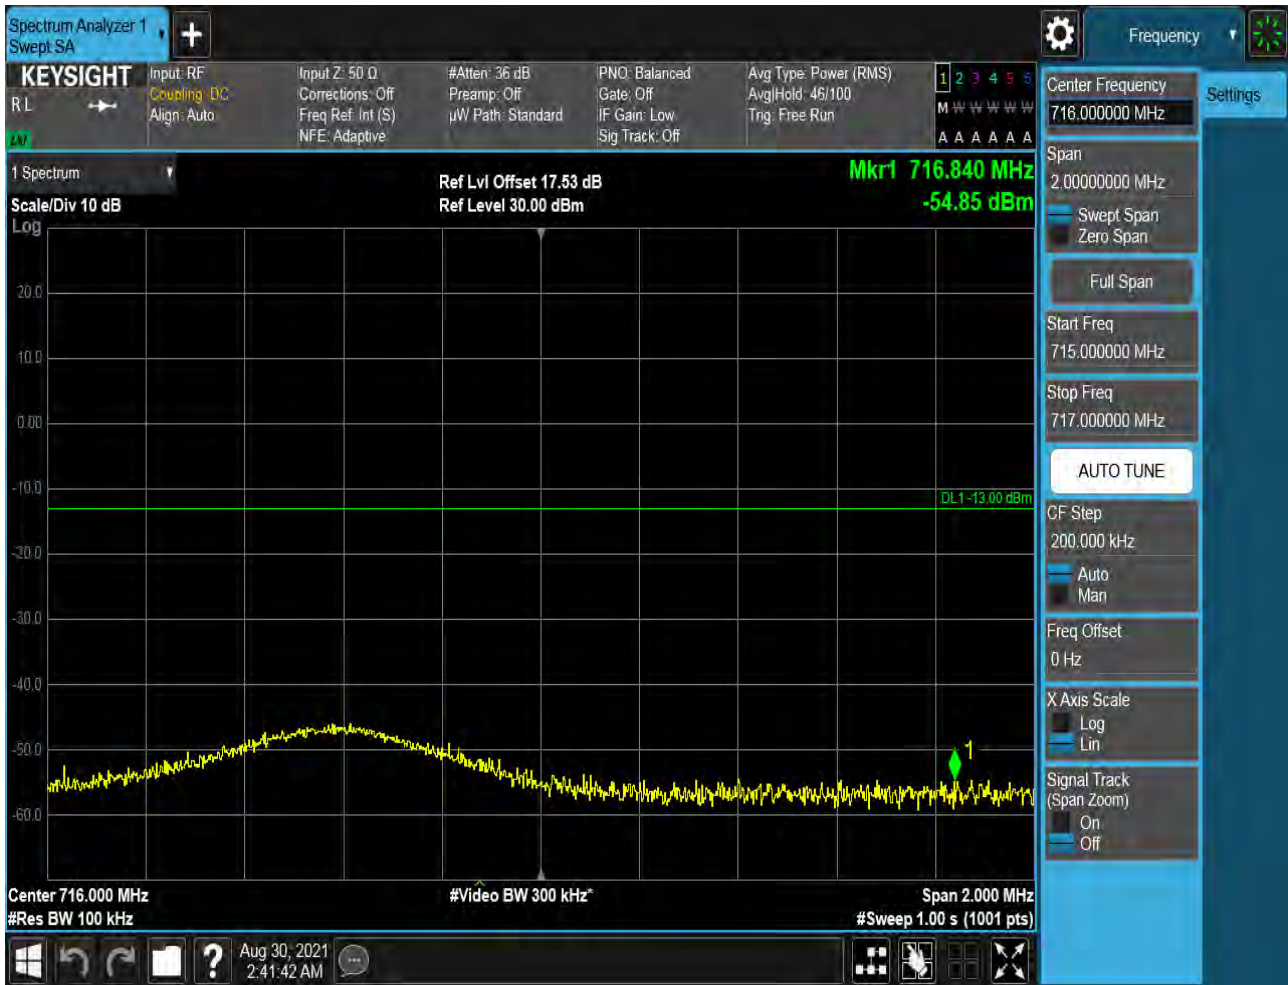 Spectrum Analyzer 1
Swept SA
Frequency
KEYSIGHT
R L
LXI
Input: RF
Coupling: DC
Align: Auto
Input Z: 50 Ω
Corrections: Off
Freq Ref: Int (S)
NFE: Adaptive
#Atten: 36 dB
Preamp: Off
µW Path: Standard
PNO: Balanced
Gate: Off
IF Gain: Low
Sig Track: Off
Avg Type: Power (RMS)
Avg|Hold: 46/100
Trig: Free Run
1 2 3 4 5 6
M W W W W W
A A A A A A
1 Spectrum
Scale/Div 10 dB
Log
Ref Lvl Offset 17.53 dB
Ref Level 30.00 dBm
Mkr1 716.840 MHz
-54.85 dBm
20.0
10.0
0.00
-10.0
DL1 -13.00 dBm
-20.0
-30.0
-40.0
-50.0
1
-60.0
Center 716.000 MHz
#Res BW 100 kHz
#Video BW 300 kHz*
Span 2.000 MHz
#Sweep 1.00 s (1001 pts)
Aug 30, 2021
2:41:42 AM
Center Frequency
716.000000 MHz
Settings
Span
2.00000000 MHz
Swept Span
Zero Span
Full Span
Start Freq
715.000000 MHz
Stop Freq
717.000000 MHz
AUTO TUNE
CF Step
200.000 kHz
Auto
Man
Freq Offset
0 Hz
X Axis Scale
Log
Lin
Signal Track
(Span Zoom)
On
Off